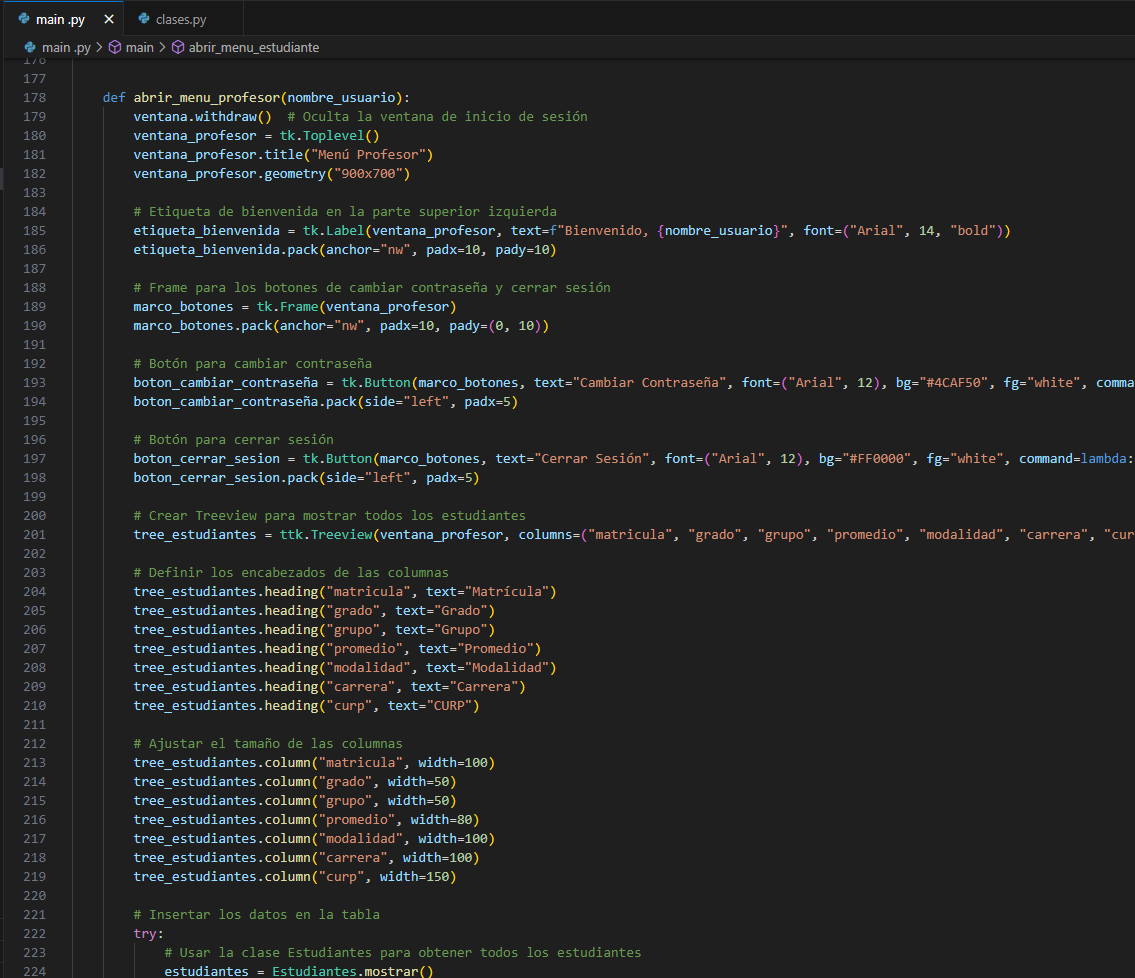 main .py clases.py
main .py > main > abrir_menu_estudiante
176
177
178 def abrir_menu_profesor(nombre_usuario):
179 ventana.withdraw()  # Oculta la ventana de inicio de sesión
180 ventana_profesor = tk.Toplevel()
181 ventana_profesor.title("Menú Profesor")
182 ventana_profesor.geometry("900x700")
183
184 # Etiqueta de bienvenida en la parte superior izquierda
185 etiqueta_bienvenida = tk.Label(ventana_profesor, text=f"Bienvenido, {nombre_usuario}", font=("Arial", 14, "bold"))
186 etiqueta_bienvenida.pack(anchor="nw", padx=10, pady=10)
187
188 # Frame para los botones de cambiar contraseña y cerrar sesión
189 marco_botones = tk.Frame(ventana_profesor)
190 marco_botones.pack(anchor="nw", padx=10, pady=(0, 10))
191
192 # Botón para cambiar contraseña
193 boton_cambiar_contraseña = tk.Button(marco_botones, text="Cambiar Contraseña", font=("Arial", 12), bg="#4CAF50", fg="white", comma
194 boton_cambiar_contraseña.pack(side="left", padx=5)
195
196 # Botón para cerrar sesión
197 boton_cerrar_sesion = tk.Button(marco_botones, text="Cerrar Sesión", font=("Arial", 12), bg="#FF0000", fg="white", command=lambda:
198 boton_cerrar_sesion.pack(side="left", padx=5)
199
200 # Crear Treeview para mostrar todos los estudiantes
201 tree_estudiantes = ttk.Treeview(ventana_profesor, columns=("matricula", "grado", "grupo", "promedio", "modalidad", "carrera", "cur
202
203 # Definir los encabezados de las columnas
204 tree_estudiantes.heading("matricula", text="Matrícula")
205 tree_estudiantes.heading("grado", text="Grado")
206 tree_estudiantes.heading("grupo", text="Grupo")
207 tree_estudiantes.heading("promedio", text="Promedio")
208 tree_estudiantes.heading("modalidad", text="Modalidad")
209 tree_estudiantes.heading("carrera", text="Carrera")
210 tree_estudiantes.heading("curp", text="CURP")
211
212 # Ajustar el tamaño de las columnas
213 tree_estudiantes.column("matricula", width=100)
214 tree_estudiantes.column("grado", width=50)
215 tree_estudiantes.column("grupo", width=50)
216 tree_estudiantes.column("promedio", width=80)
217 tree_estudiantes.column("modalidad", width=100)
218 tree_estudiantes.column("carrera", width=100)
219 tree_estudiantes.column("curp", width=150)
220
221 # Insertar los datos en la tabla
222 try:
223 # Usar la clase Estudiantes para obtener todos los estudiantes
224 estudiantes = Estudiantes.mostrar()